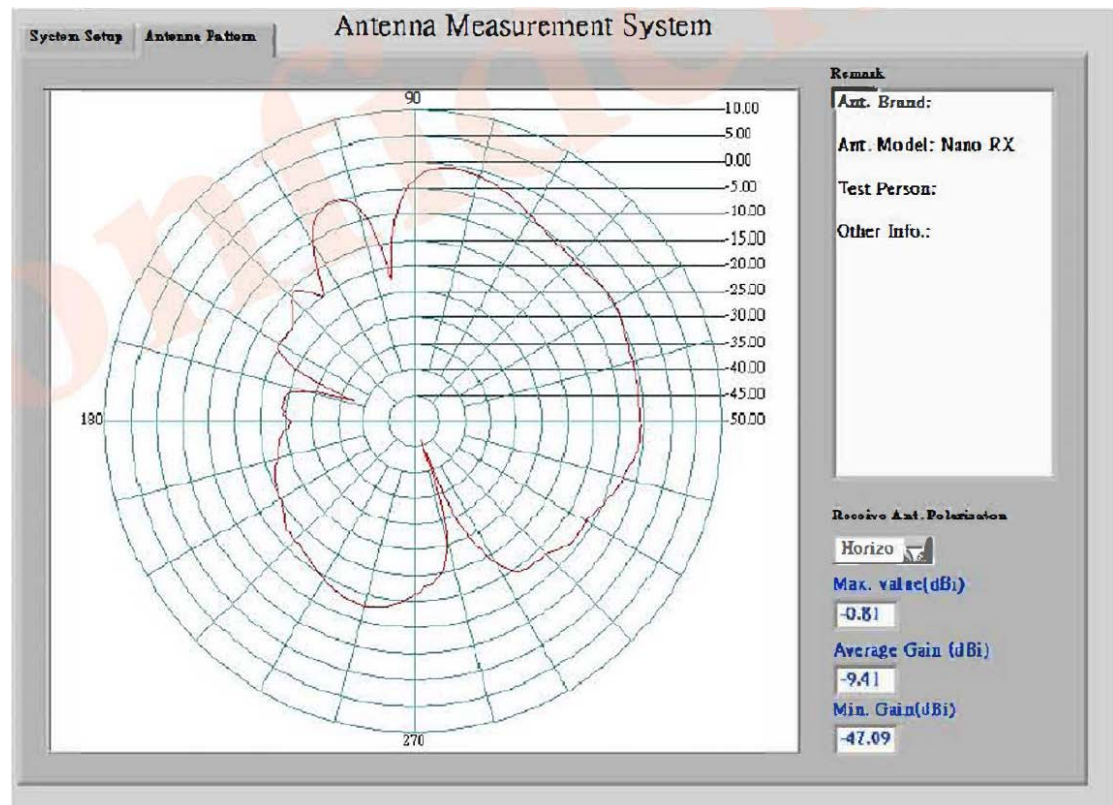 Antenna Measurement System
System Setup
Antenna Pattern
90
10.00
5.00
0.00
-5.00
-10.00
-15.00
-20.00
-25.00
-30.00
-35.00
-40.00
-45.00
-50.00
180
270
Remark
Ant. Brand:
Ant. Model: Nano RX
Test Person:
Other Info.:
Receive Ant. Polarization
Horizo
Max. value(dBi)
-0.81
Average Gain (dBi)
-9.41
Min. Gain(dBi)
-47.09